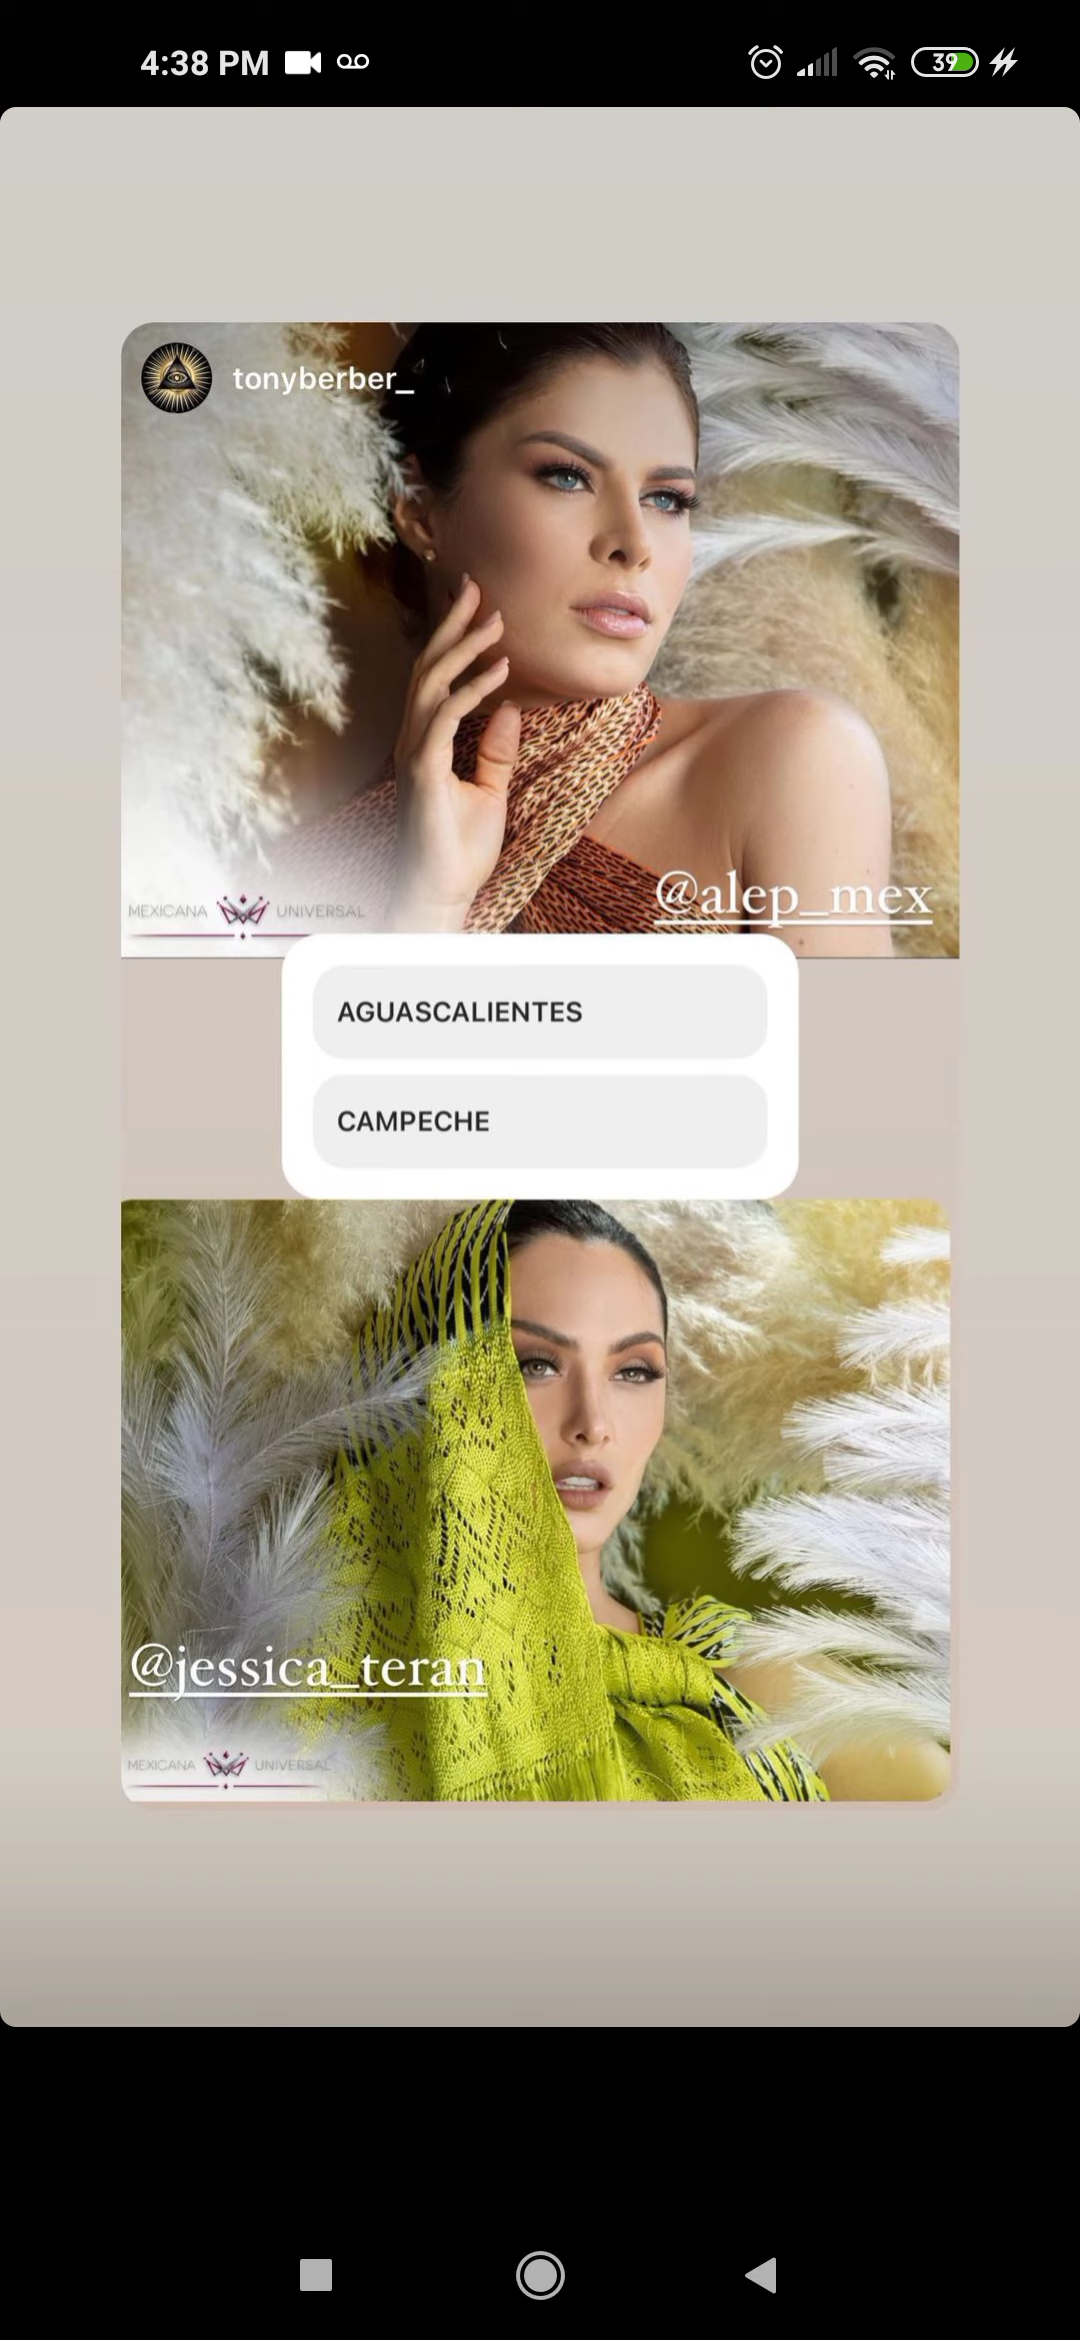 4:38 PM
39
tonyberber_
@alep_mex
MEXICANA UNIVERSAL
AGUASCALIENTES
CAMPECHE
@jessica_teran
MEXICANA UNIVERSAL